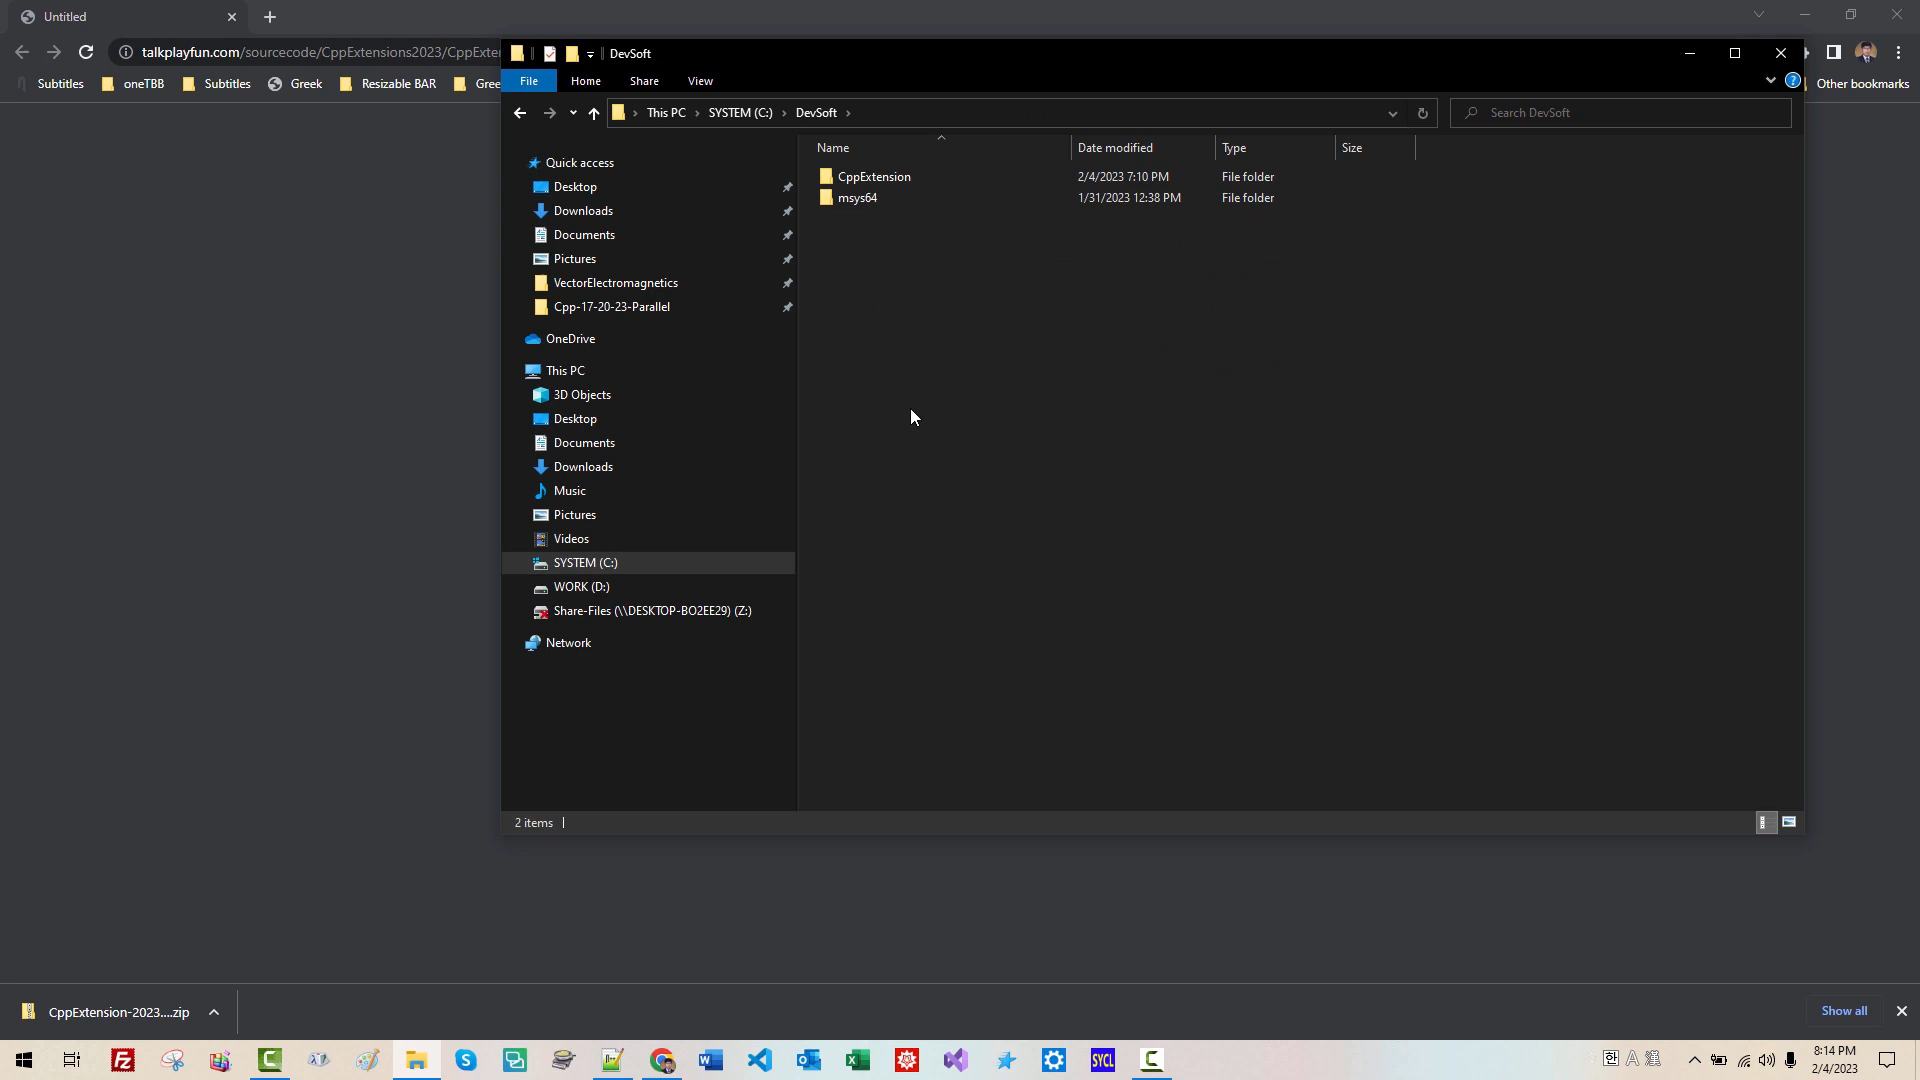 Untitled
talkplayfun.com/sourcecode/CppExtensions2023/CppExte
Subtitles
oneTBB
Subtitles
Greek
Resizable BAR
Gree
Other bookmarks
DevSoft
File
Home
Share
View
This PC
SYSTEM (C:)
DevSoft
Search DevSoft
Name
Date modified
Type
Size
CppExtension
2/4/2023 7:10 PM
File folder
msys64
1/31/2023 12:38 PM
File folder
Quick access
Desktop
Downloads
Documents
Pictures
VectorElectromagnetics
Cpp-17-20-23-Parallel
OneDrive
This PC
3D Objects
Desktop
Documents
Downloads
Music
Pictures
Videos
SYSTEM (C:)
WORK (D:)
Share-Files (\\DESKTOP-BO2EE29) (Z:)
Network
2 items
CppExtension-2023....zip
Show all
SYCL
한 A 漢
8:14 PM
2/4/2023